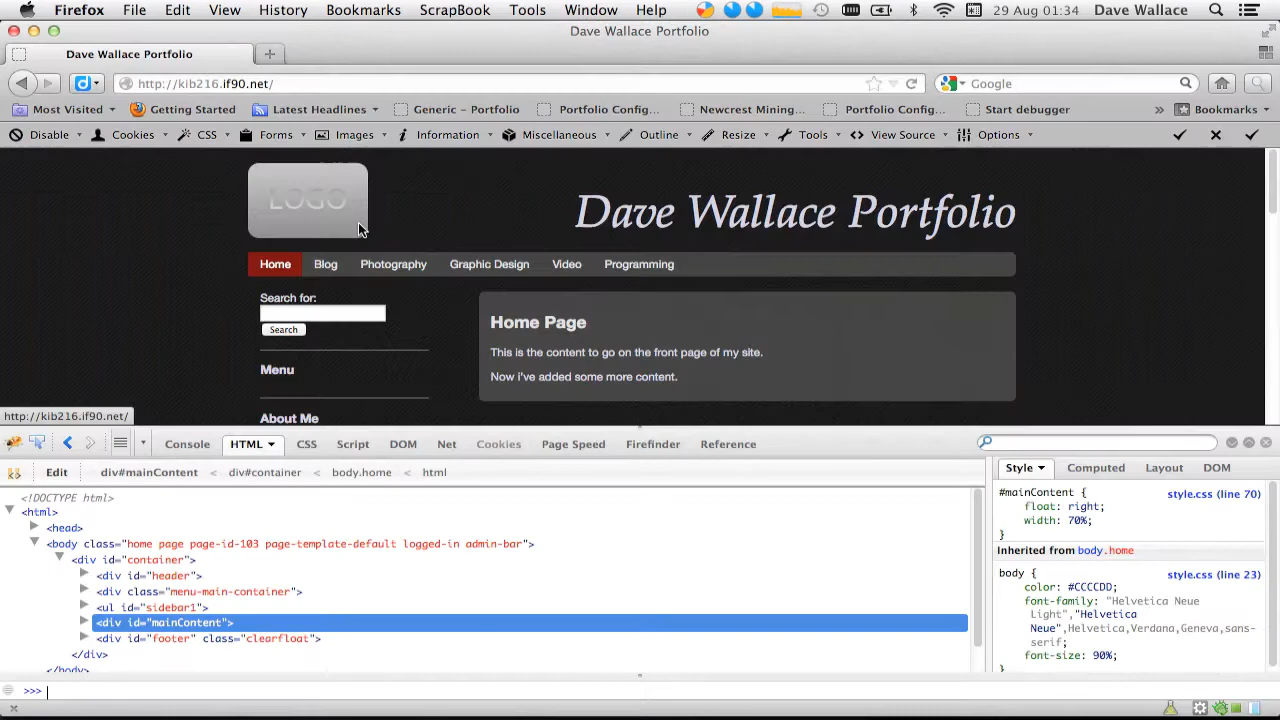 Firefox File Edit View History Bookmarks ScrapBook Tools Window Help 29 Aug 01:34 Dave Wallace
Dave Wallace Portfolio
Dave Wallace Portfolio
http://kib216.if90.net/ Google
Most Visited Getting Started Latest Headlines Generic – Portfolio Portfolio Config... Newcrest Mining... Portfolio Config... Start debugger » Bookmarks
Disable Cookies CSS Forms Images Information Miscellaneous Outline Resize Tools View Source Options
LOGO
Dave Wallace Portfolio
Home Blog Photography Graphic Design Video Programming
Search for:
Search
Menu
About Me
Home Page
This is the content to go on the front page of my site.
Now i've added some more content.
http://kib216.if90.net/
Console HTML CSS Script DOM Net Cookies Page Speed Firefinder Reference
Edit div#mainContent < div#container < body.home < html
<!DOCTYPE html>
<html>
<head>
<body class="home page page-id-103 page-template-default logged-in admin-bar">
<div id="container">
<div id="header">
<div class="menu-main-container">
<ul id="sidebar1">
<div id="mainContent">
<div id="footer" class="clearfloat">
</div>
</body>
>>>
Style Computed Layout DOM
#mainContent { style.css (line 70)
float: right;
width: 70%;
}
Inherited from body.home
body { style.css (line 23)
color: #CCCCDD;
font-family: "Helvetica Neue
Light","Helvetica
Neue",Helvetica,Verdana,Geneva,sans-
serif;
font-size: 90%;
}